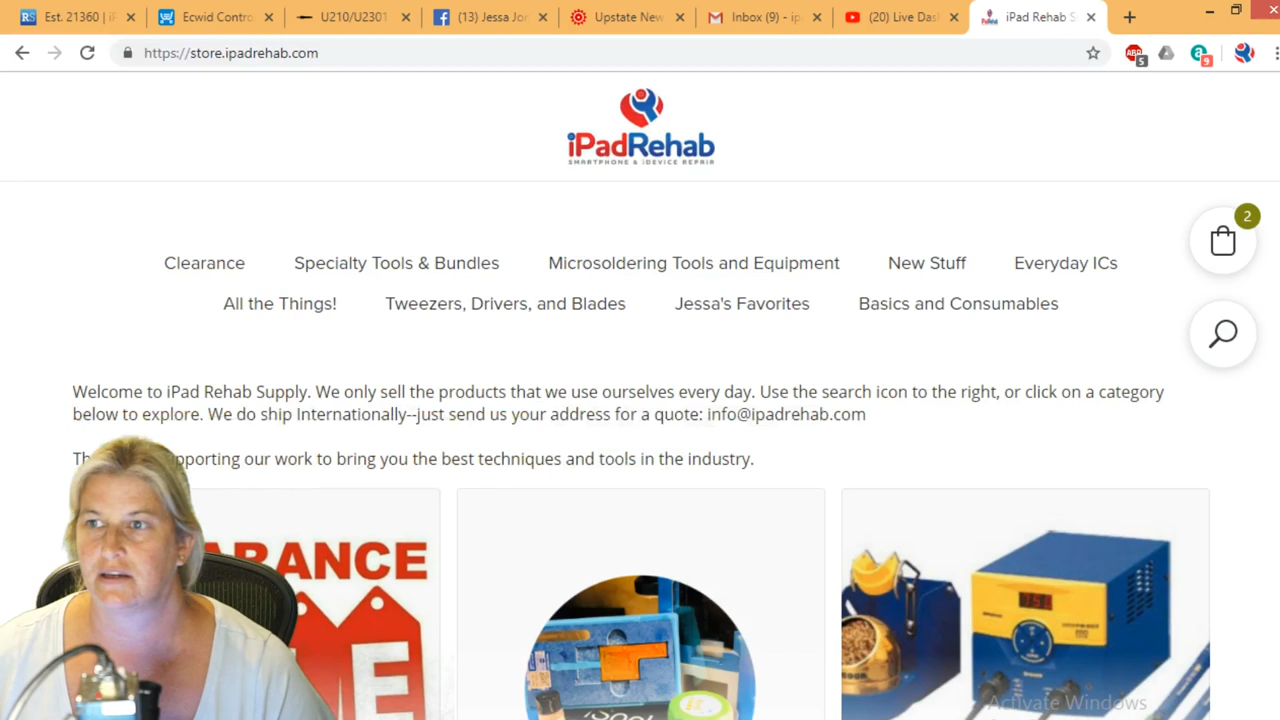 Est. 21360 | iF
Ecwid Contro
U210/U2301
(13) Jessa Jor
Upstate New
Inbox (9) - ip
(20) Live Das
iPad Rehab S
https://store.ipadrehab.com
ABP
5
a
9
iPadRehab
SMARTPHONE & iDEVICE REPAIR
2
Clearance Specialty Tools & Bundles Microsoldering Tools and Equipment New Stuff Everyday ICs
All the Things! Tweezers, Drivers, and Blades Jessa's Favorites Basics and Consumables
Welcome to iPad Rehab Supply. We only sell the products that we use ourselves every day. Use the search icon to the right, or click on a category
below to explore. We do ship Internationally--just send us your address for a quote: info@ipadrehab.com
pporting our work to bring you the best techniques and tools in the industry.
ARANCE
LE
Activate Windows